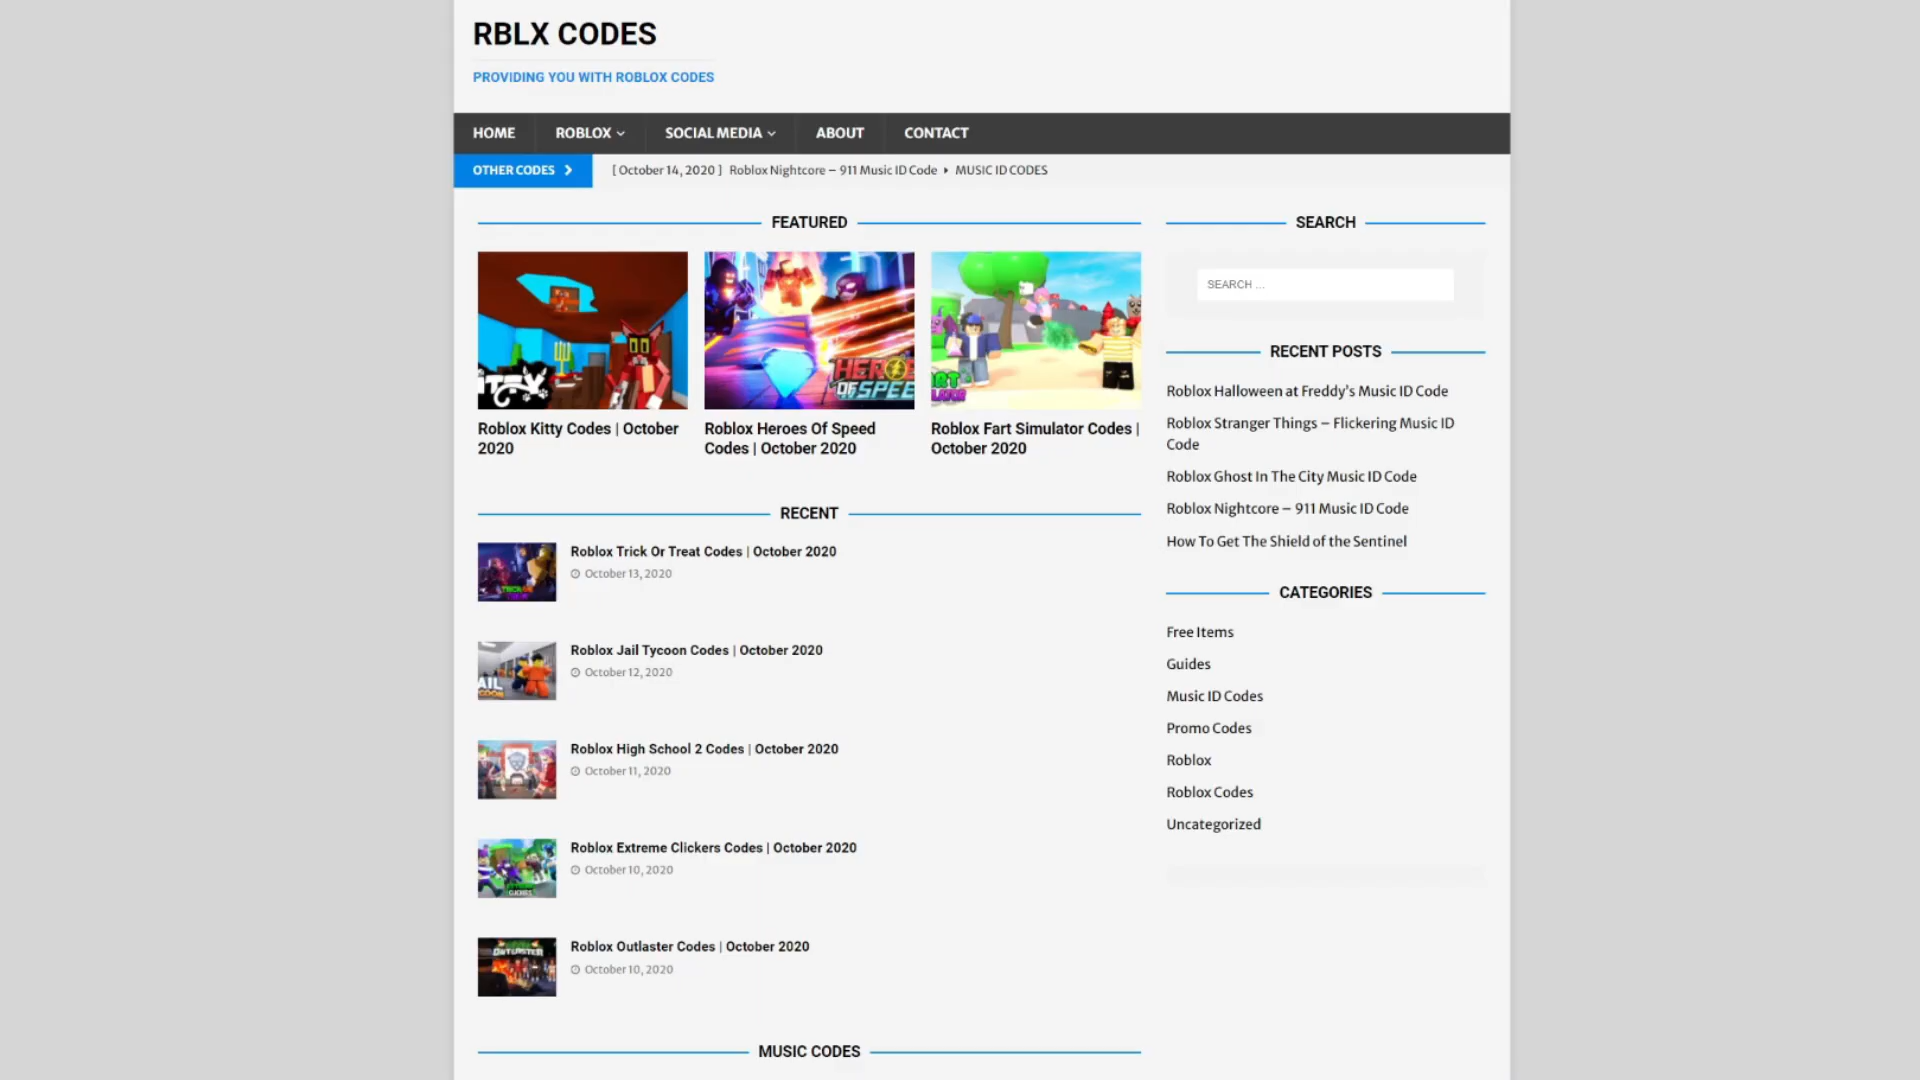 RBLX CODES
PROVIDING YOU WITH ROBLOX CODES
HOME ROBLOX SOCIAL MEDIA ABOUT CONTACT
OTHER CODES [ October 14, 2020 ] Roblox Nightcore – 911 Music ID Code MUSIC ID CODES
FEATURED
HERO
OF SPEE
Roblox Kitty Codes | October
2020
Roblox Heroes Of Speed
Codes | October 2020
Roblox Fart Simulator Codes |
October 2020
RECENT
Roblox Trick Or Treat Codes | October 2020
October 13, 2020
AIL
Roblox Jail Tycoon Codes | October 2020
October 12, 2020
Roblox High School 2 Codes | October 2020
October 11, 2020
Roblox Extreme Clickers Codes | October 2020
October 10, 2020
OUTLASTER
Roblox Outlaster Codes | October 2020
October 10, 2020
MUSIC CODES
SEARCH
SEARCH ...
RECENT POSTS
Roblox Halloween at Freddy's Music ID Code
Roblox Stranger Things – Flickering Music ID
Code
Roblox Ghost In The City Music ID Code
Roblox Nightcore – 911 Music ID Code
How To Get The Shield of the Sentinel
CATEGORIES
Free Items
Guides
Music ID Codes
Promo Codes
Roblox
Roblox Codes
Uncategorized